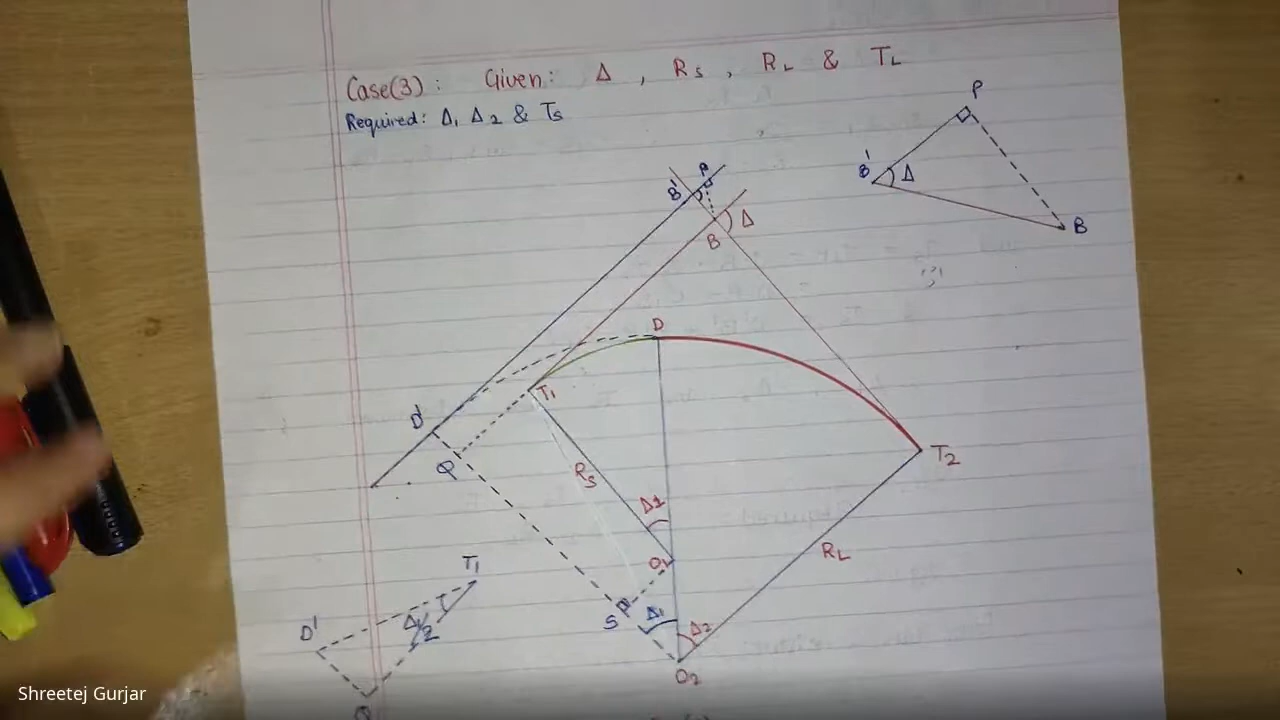 Case(3): Given: Δ, Rs, RL & TL
Required: Δ1 Δ2 & Ts
P
B'
Δ
B
P
B'
Δ
B
D
T1
D'
Q
T2
Rs
Δ1
RL
O1
T1
P
S
Δ1
Δ2
D'
Δ1/2
O2
Q
Shreetej Gurjar